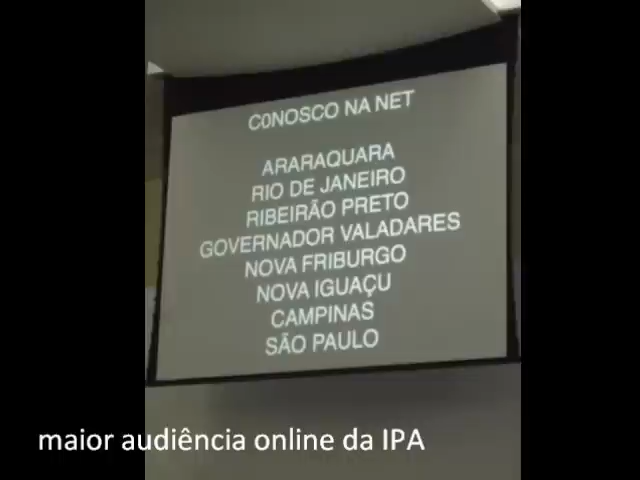 C0NOSCO NA NET
ARARAQUARA
RIO DE JANEIRO
RIBEIRÃO PRETO
GOVERNADOR VALADARES
NOVA FRIBURGO
NOVA IGUAÇU
CAMPINAS
SÃO PAULO
maior audiência online da IPA